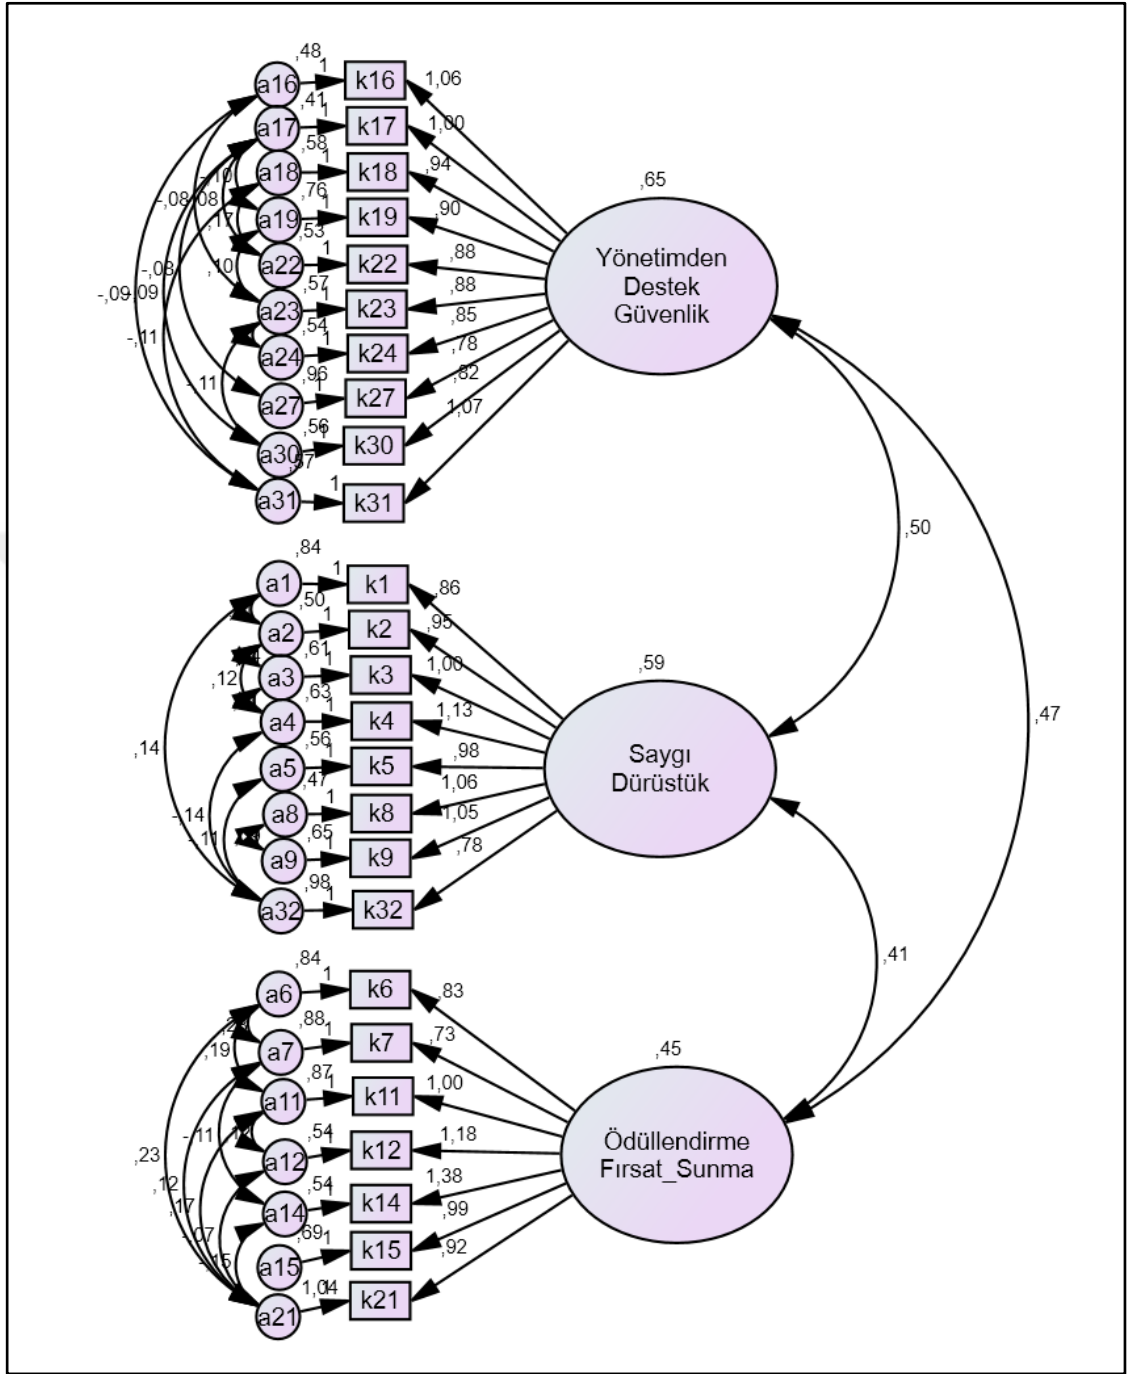 ,48
1
a16
k16
1,06
,41
1
a17
k17
1,00
,58
1
a18
k18
,94
,76
1
a19
k19
,90
,53
1
a22
k22
,88
,57
1
a23
k23
,88
,54
1
a24
k24
,85
,96
1
a27
k27
,78
,56
1
a30
k30
,82
,57
1
a31
k31
1,07
-,08
,17
-,08
,10
-,09
-,11
-,11
,65
Yönetimden
Destek
Güvenlik
,50
,47
,84
1
a1
k1
,86
,50
1
a2
k2
,95
,61
1
a3
k3
1,00
,63
1
a4
k4
1,13
,56
1
a5
k5
,98
,47
1
a8
k8
1,06
,65
1
a9
k9
1,05
,98
1
a32
k32
,78
,12
,14
-,14
-,11
,59
Saygı
Dürüstük
,41
,84
1
a6
k6
,83
,88
1
a7
k7
,73
,87
1
a11
k11
1,00
,54
1
a12
k12
1,18
,54
1
a14
k14
1,38
,69
1
a15
k15
,99
1,04
1
a21
k21
,92
,19
-,11
,23
,12
,17
-,07
-,15
,45
Ödüllendirme
Fırsat_Sunma